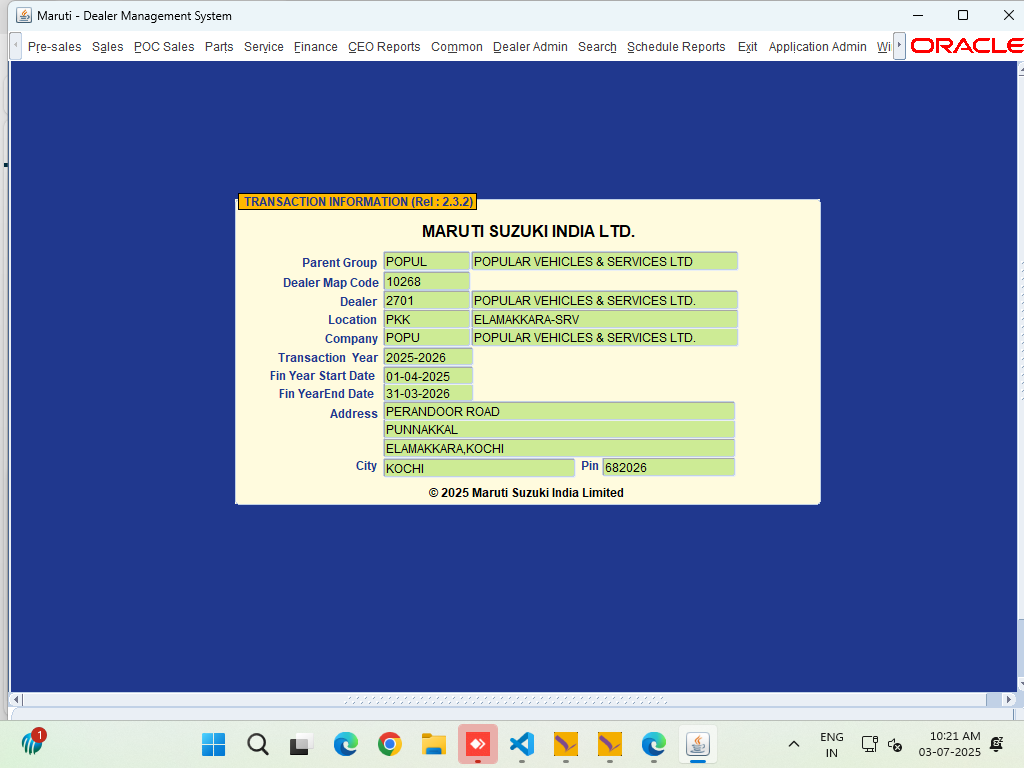 Maruti - Dealer Management System
Pre-sales Sales POC Sales Parts Service Finance CEO Reports Common Dealer Admin Search Schedule Reports Exit Application Admin Wi ORACLE
TRANSACTION INFORMATION (Rel : 2.3.2)
MARUTI SUZUKI INDIA LTD.
Parent Group POPUL POPULAR VEHICLES & SERVICES LTD
Dealer Map Code 10268
Dealer 2701 POPULAR VEHICLES & SERVICES LTD.
Location PKK ELAMAKKARA-SRV
Company POPU POPULAR VEHICLES & SERVICES LTD.
Transaction Year 2025-2026
Fin Year Start Date 01-04-2025
Fin YearEnd Date 31-03-2026
Address PERANDOOR ROAD
PUNNAKKAL
ELAMAKKARA,KOCHI
City KOCHI Pin 682026
© 2025 Maruti Suzuki India Limited
1
ENG
IN
10:21 AM
03-07-2025